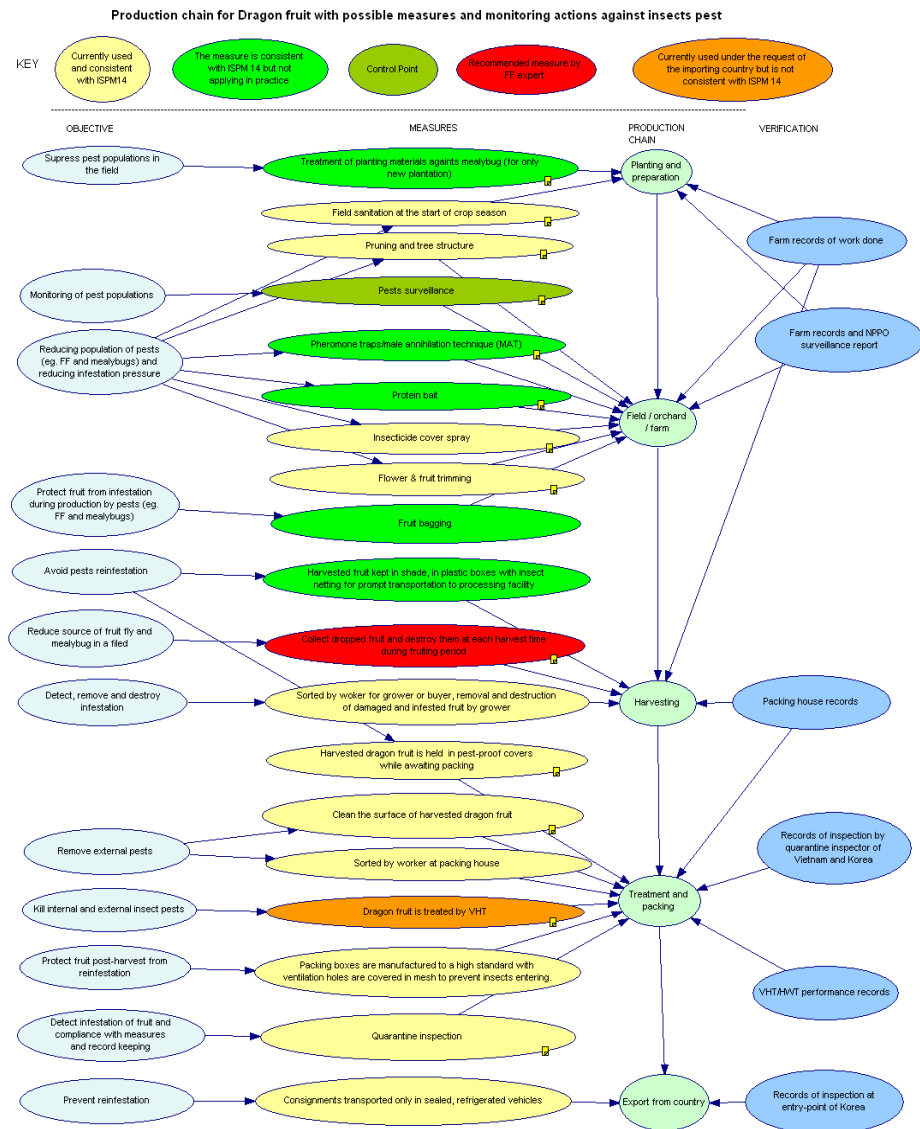 Production chain for Dragon fruit with possible measures and monitoring actions against insects pest
KEY
Currently used
and consistent
with ISPM14
The measure is consistent
with ISPM 14 but not
applying in practice
Control Point
Recommended measure by
FF expert
Currently used under the request of
the importing country but is not
consistent with ISPM 14
OBJECTIVE
MEASURES
PRODUCTION
CHAIN
VERIFICATION
Supress pest populations in
the field
Treatment of planting materials againts mealybug (for only
new plantation)
Planting and
preparation
Field sanitation at the start of crop season
Pruning and tree structure
Farm records of work done
Monitoring of pest populations
Pests surveillance
Reducing population of pests
(eg. FF and mealybugs) and
reducing infestation pressure
Pheromone traps/male annihilation technique (MAT)
Farm records and NPPO
surveillance report
Protein bait
Field / orchard
/ farm
Insecticide cover spray
Flower & fruit trimming
Protect fruit from infestation
during production by pests (eg.
FF and mealybugs)
Fruit bagging
Avoid pests reinfestation
Harvested fruit kept in shade, in plastic boxes with insect
netting for prompt transportation to processing facility
Reduce source of fruit fly and
mealybug in a filed
Collect dropped fruit and destroy them at each harvest time
during fruiting period
Detect, remove and destroy
infestation
Sorted by woker for grower or buyer, removal and destruction
of damaged and infested fruit by grower
Harvesting
Packing house records
Harvested dragon fruit is held in pest-proof covers
while awaiting packing
Clean the surface of harvested dragon fruit
Remove external pests
Sorted by worker at packing house
Records of inspection by
quarantine inspector of
Vietnam and Korea
Kill internal and external insect pests
Dragon fruit is treated by VHT
Treatment and
packing
Protect fruit post-harvest from
reinfestation
Packing boxes are manufactured to a high standard with
ventilation holes are covered in mesh to prevent insects entering.
VHT/HWT performance records
Detect infestation of fruit and
compliance with measures
and record keeping
Quarantine inspection
Prevent reinfestation
Consignments transported only in sealed, refrigerated vehicles
Export from country
Records of inspection at
entry-point of Korea